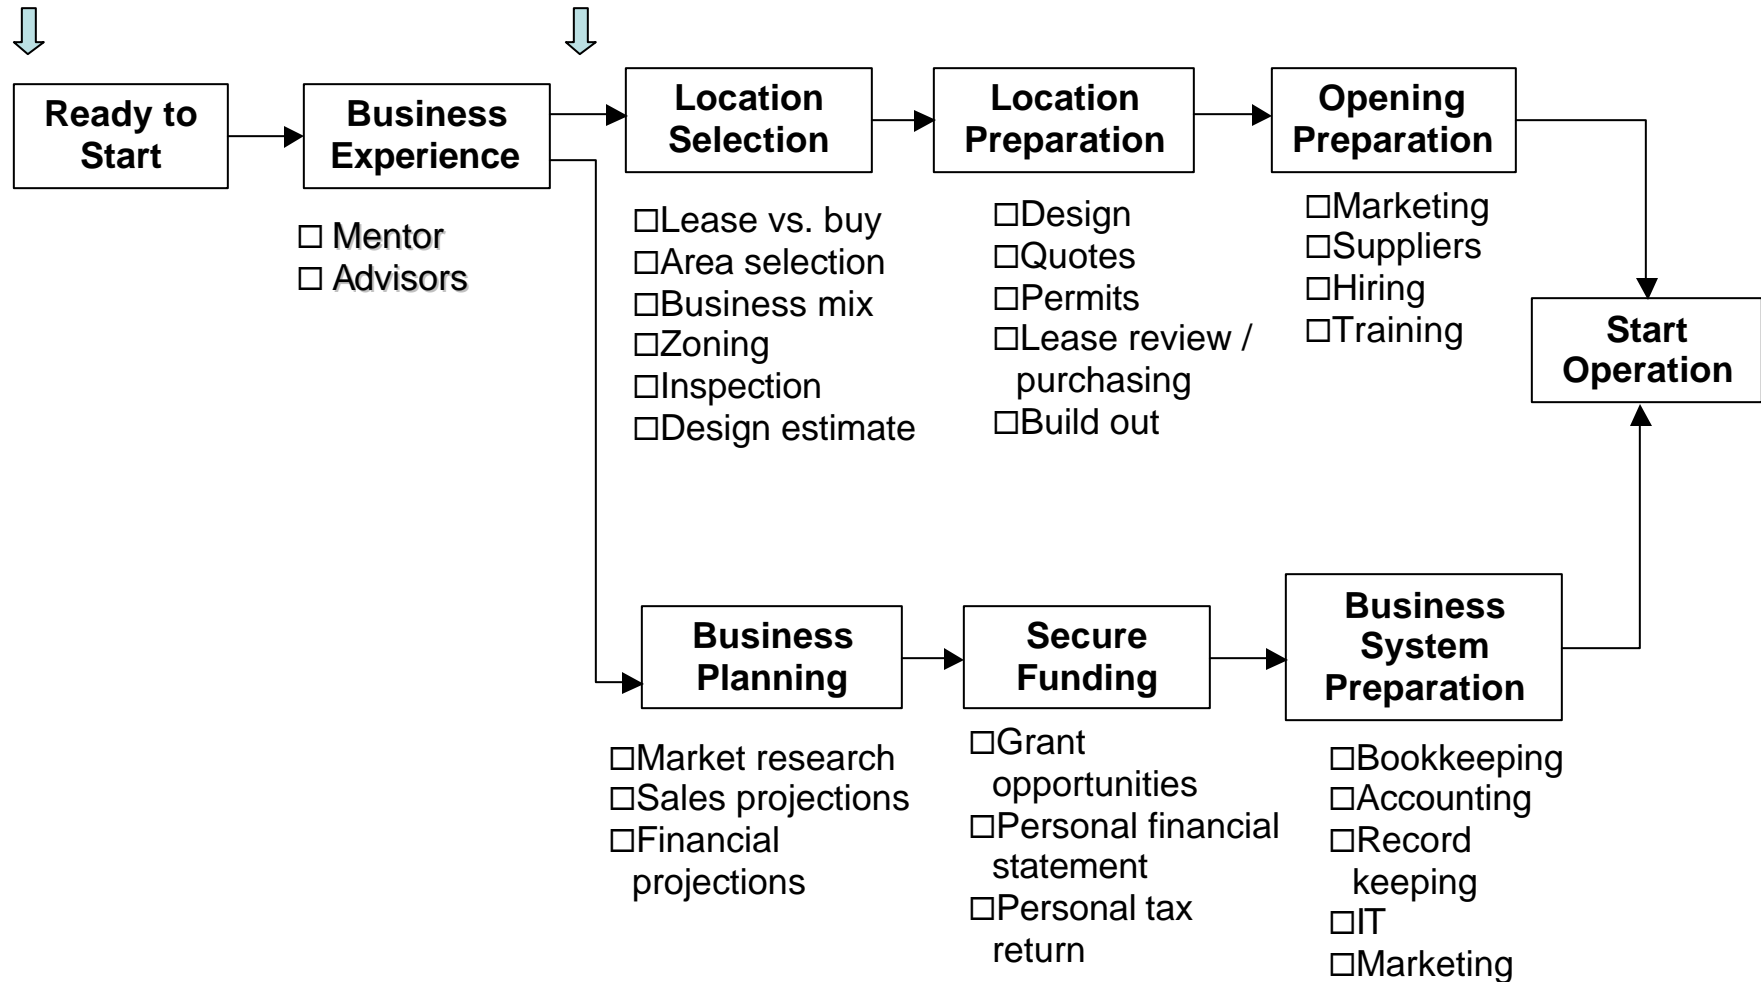 Ready to
Start
Business
Experience
☐ Mentor
☐ Advisors
Location
Selection
☐Lease vs. buy
☐Area selection
☐Business mix
☐Zoning
☐Inspection
☐Design estimate
Location
Preparation
☐Design
☐Quotes
☐Permits
☐Lease review /
purchasing
☐Build out
Opening
Preparation
☐Marketing
☐Suppliers
☐Hiring
☐Training
Start
Operation
Business
Planning
☐Market research
☐Sales projections
☐Financial
projections
Secure
Funding
☐Grant
opportunities
☐Personal financial
statement
☐Personal tax
return
Business
System
Preparation
☐Bookkeeping
☐Accounting
☐Record
keeping
☐IT
☐Marketing